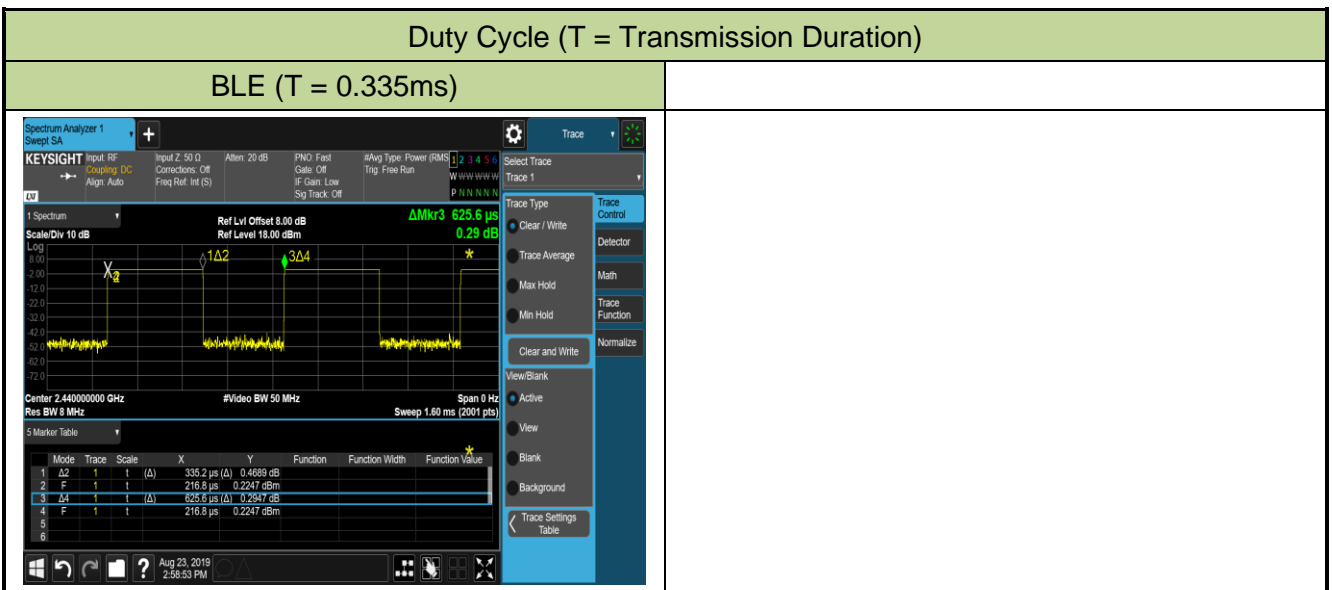 Duty Cycle (T = Transmission Duration)
BLE (T = 0.335ms)
Spectrum Analyzer 1
Swept SA
+
Trace
KEYSIGHT
Input: RF
Coupling: DC
Align: Auto
Input Z: 50 Ω
Corrections: Off
Freq Ref: Int (S)
Atten: 20 dB
PNO: Fast
Gate: Off
IF Gain: Low
Sig Track: Off
#Avg Type: Power (RMS
Trig: Free Run
1 2 3 4 5 6
W W W W W W
P N N N N N
LXI
Select Trace
Trace 1
1 Spectrum
Scale/Div 10 dB
Ref Lvl Offset 8.00 dB
Ref Level 18.00 dBm
ΔMkr3 625.6 µs
0.29 dB
Log
8.00
-2.00
-12.0
-22.0
-32.0
-42.0
-52.0
-62.0
-72.0
1Δ2
3Δ4
Center 2.440000000 GHz
#Video BW 50 MHz
Span 0 Hz
Res BW 8 MHz
Sweep 1.60 ms (2001 pts)
5 Marker Table
Mode Trace Scale X Y Function Function Width Function Value
1 Δ2 1 t (Δ) 335.2 µs (Δ) 0.4689 dB
2 F 1 t 216.8 µs 0.2247 dBm
3 Δ4 1 t (Δ) 625.6 µs (Δ) 0.2947 dB
4 F 1 t 216.8 µs 0.2247 dBm
5
6
Trace Type
Clear / Write
Trace Average
Max Hold
Min Hold
Clear and Write
View/Blank
Active
View
Blank
Background
Trace Settings
Table
Trace
Control
Detector
Math
Trace
Function
Normalize
?
Aug 23, 2019
2:58:53 PM